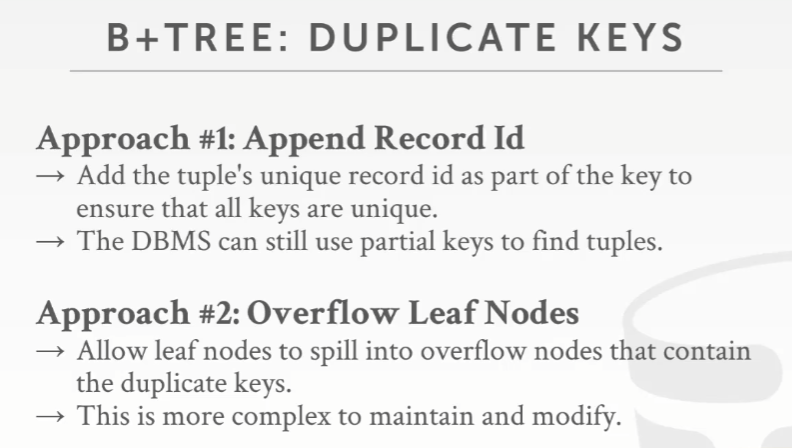 B+TREE: DUPLICATE KEYS
Approach #1: Append Record Id
→ Add the tuple's unique record id as part of the key to
ensure that all keys are unique.
→ The DBMS can still use partial keys to find tuples.
Approach #2: Overflow Leaf Nodes
→ Allow leaf nodes to spill into overflow nodes that contain
the duplicate keys.
→ This is more complex to maintain and modify.